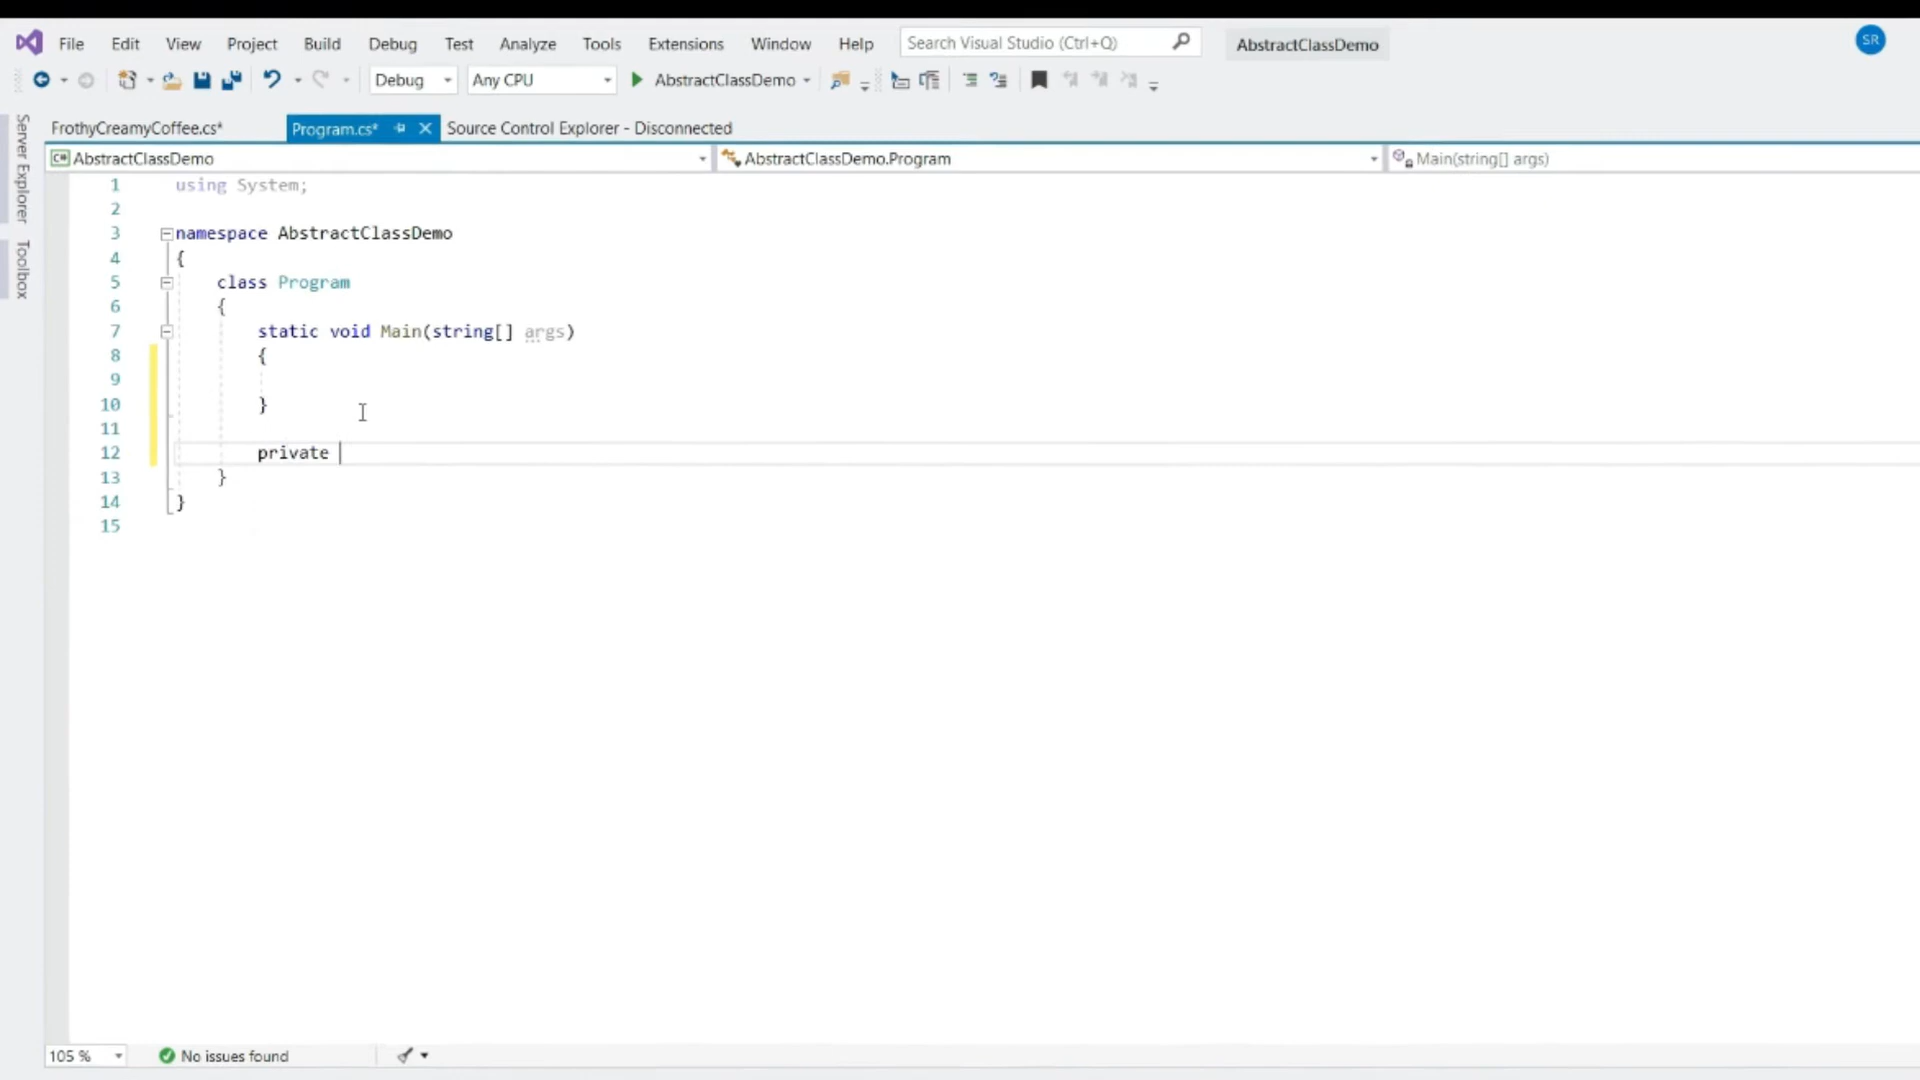 File Edit View Project Build Debug Test Analyze Tools Extensions Window Help Search Visual Studio (Ctrl+Q) AbstractClassDemo SR
Debug Any CPU AbstractClassDemo
FrothyCreamyCoffee.cs* Program.cs* Source Control Explorer - Disconnected
C# AbstractClassDemo AbstractClassDemo.Program Main(string[] args)
Server Explorer
Toolbox
1 using System;
2
3 namespace AbstractClassDemo
4 {
5 class Program
6 {
7 static void Main(string[] args)
8 {
9
10 }
11
12 private
13 }
14 }
15
105 % No issues found